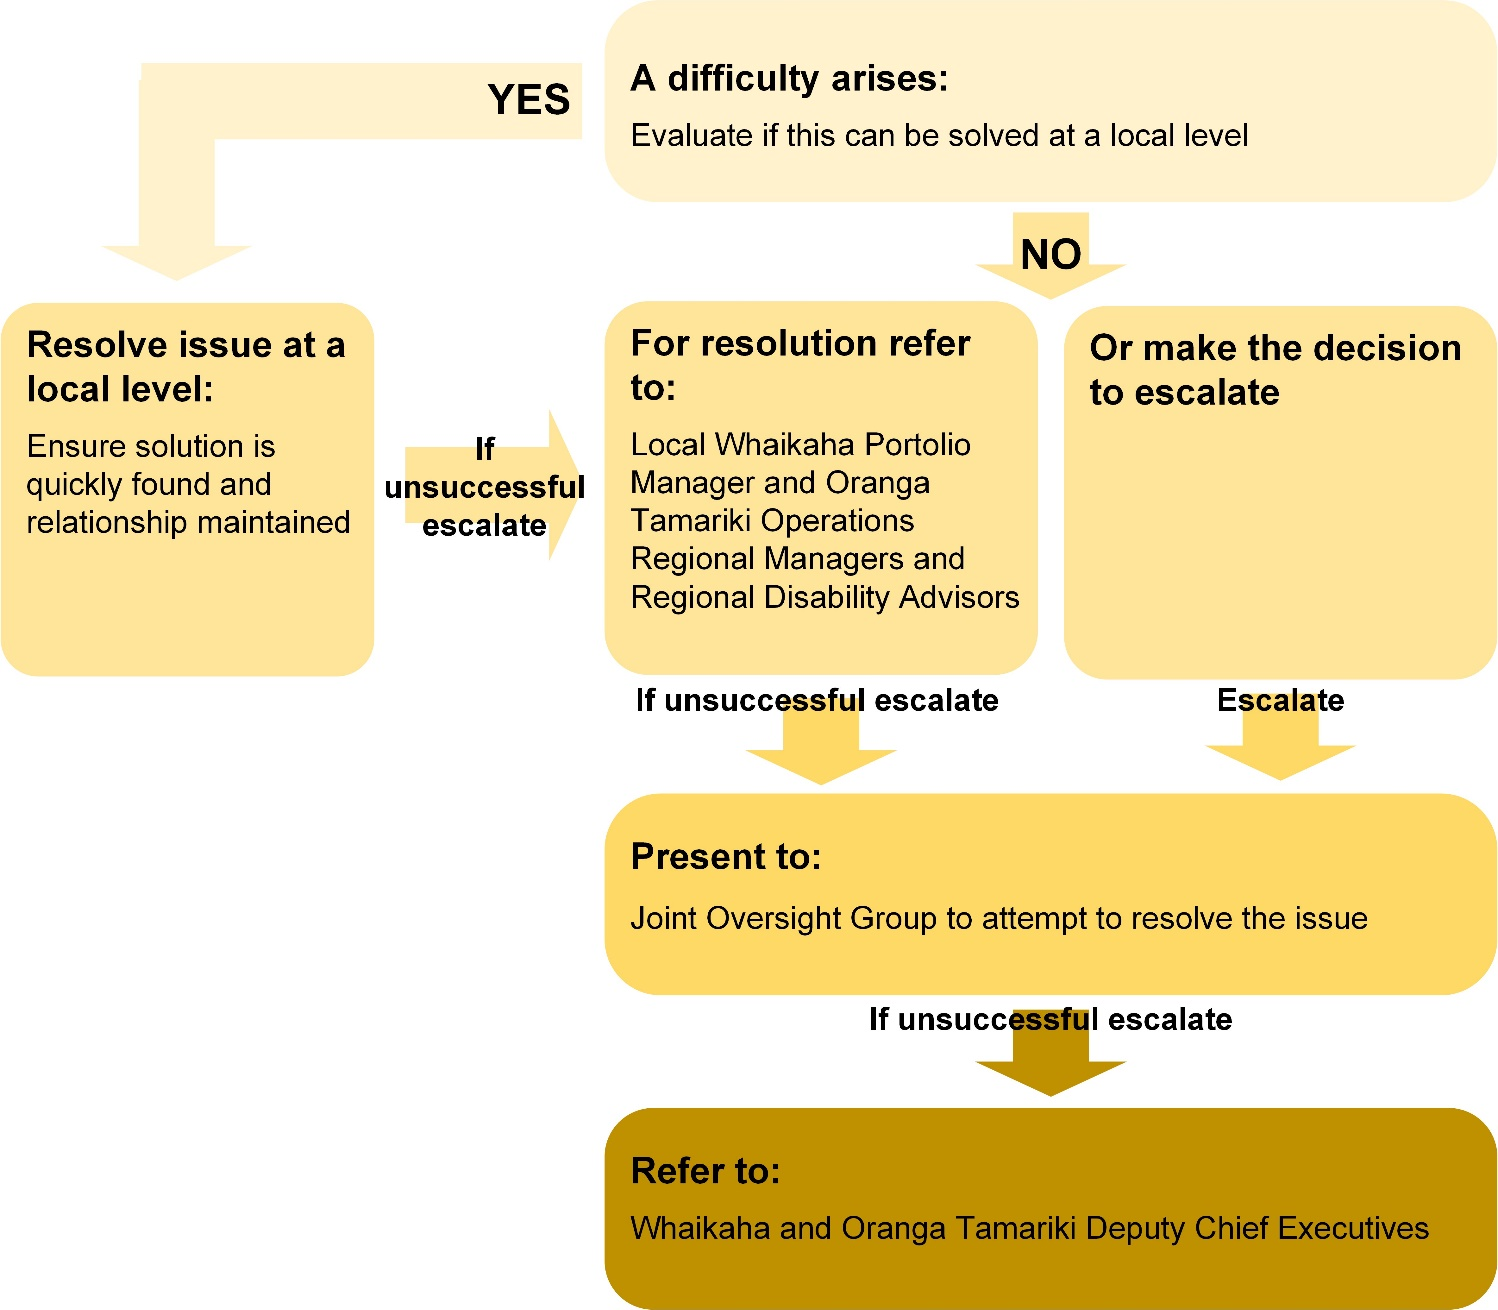 A difficulty arises:
Evaluate if this can be solved at a local level
YES
NO
Resolve issue at a
local level:
Ensure solution is
quickly found and
relationship maintained
If
unsuccessful
escalate
For resolution refer
to:
Local Whaikaha Portolio
Manager and Oranga
Tamariki Operations
Regional Managers and
Regional Disability Advisors
Or make the decision
to escalate
If unsuccessful escalate
Escalate
Present to:
Joint Oversight Group to attempt to resolve the issue
If unsuccessful escalate
Refer to:
Whaikaha and Oranga Tamariki Deputy Chief Executives